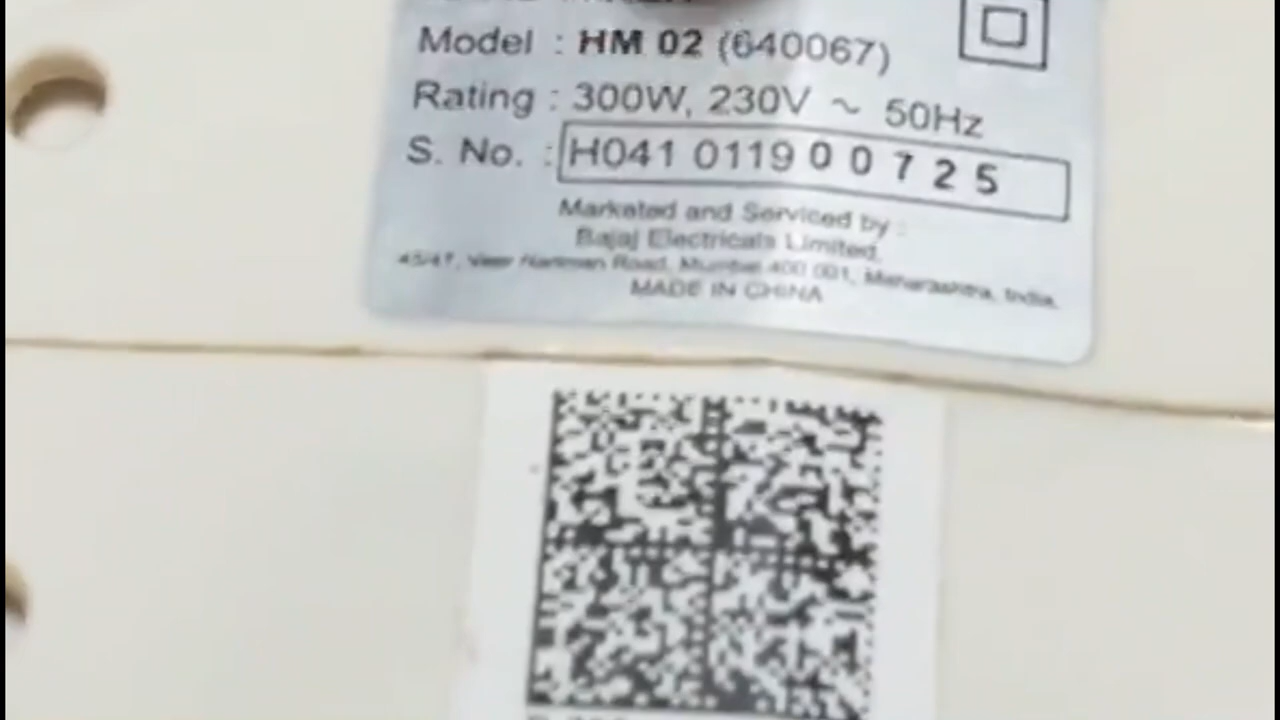 Model : HM 02 (640067)
Rating : 300W, 230V ~ 50Hz
S. No. : H041 0119 0 0 7 2 5
Marketed and Serviced by :
Bajaj Electricals Limited,
45/47, Veer Nariman Road, Mumbai 400 001, Maharashtra, India.
MADE IN CHINA